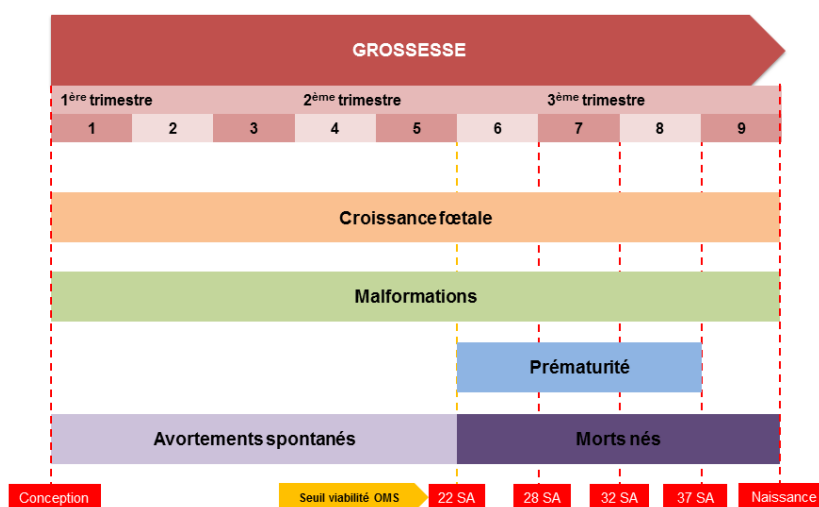 GROSSESSE
1ère trimestre 2ème trimestre 3ème trimestre
1 2 3 4 5 6 7 8 9
Croissance fœtale
Malformations
Prématurité
Avortements spontanés Morts nés
Conception Seuil viabilité OMS 22 SA 28 SA 32 SA 37 SA Naissance